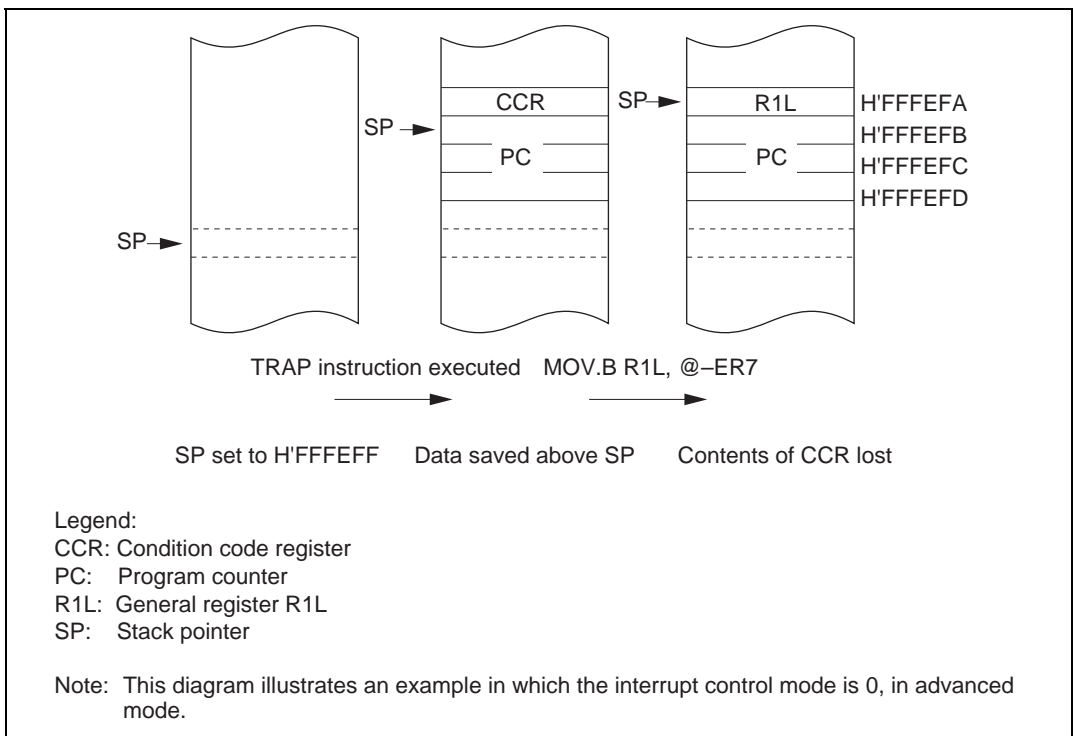 CCR
SP
R1L
H'FFFEFA
SP
H'FFFEFB
PC
PC
H'FFFEFC
H'FFFEFD
SP
TRAP instruction executed
MOV.B R1L, @–ER7
SP set to H'FFFEFF
Data saved above SP
Contents of CCR lost
Legend:
CCR: Condition code register
PC: Program counter
R1L: General register R1L
SP: Stack pointer
Note: This diagram illustrates an example in which the interrupt control mode is 0, in advanced
mode.